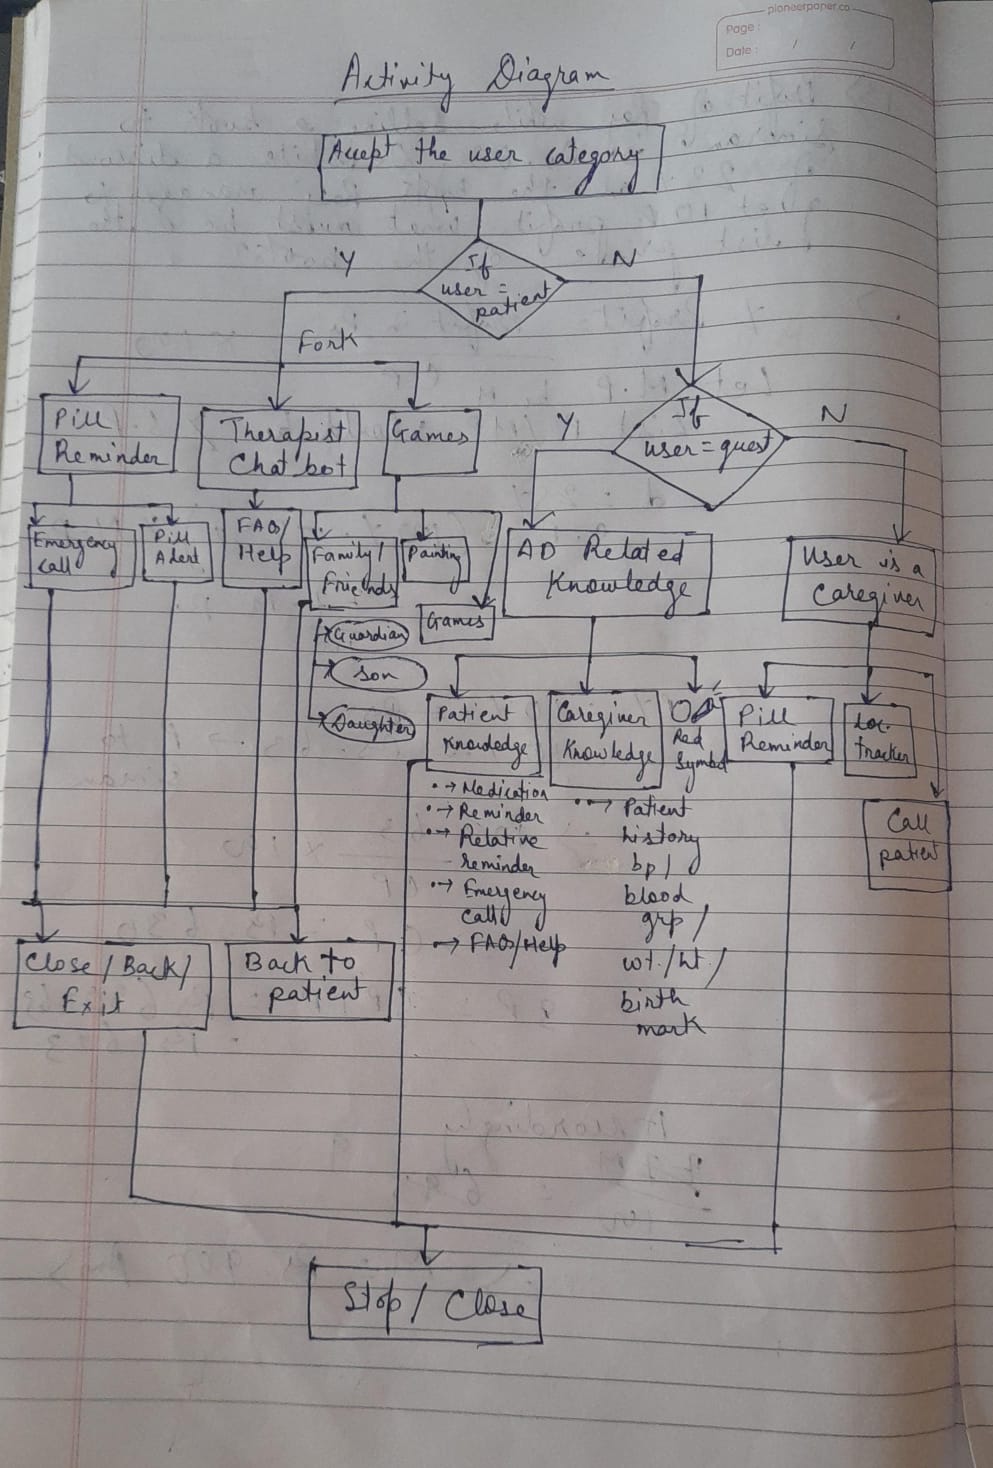 pioneerpaper.co
Page :
Date : / /
Activity Diagram
Accept the user category
Y
If
user =
patient
N
Fork
Pill
Reminder
Therapist
Chat bot
Games
Y
If
user = guest
N
Emergency
Call
Pill
Alert
FAQ/
Help
Family/
Friends
Painting
Games
AD Related
Knowledge
User is a
Caregiver
Guardian
Son
Daughter
Patient
Knowledge
Caregiver
Knowledge
Red
Symbol
Pill
Reminder
Loc.
Tracker
Call
patient
• → Medication
• → Reminder
• → Relative
- reminder
• → Emergency
Call
→ FAQs/Help
• → Patient
history
bp /
blood
grp /
wt. / ht /
birth
mark
Close / Back /
Exit
Back to
patient
Stop / Close